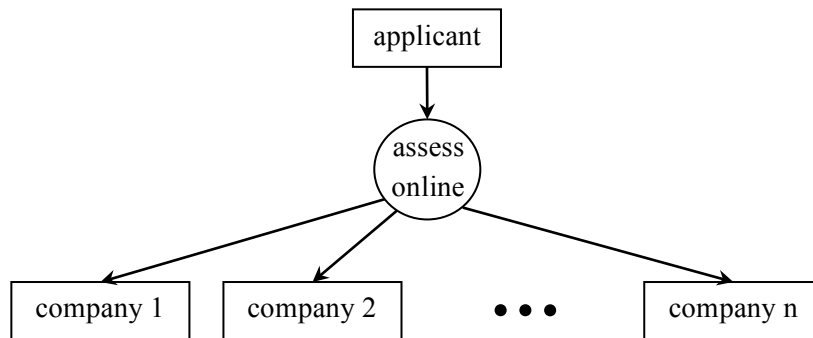 applicant
assess
online
company 1
company 2
• • •
company n